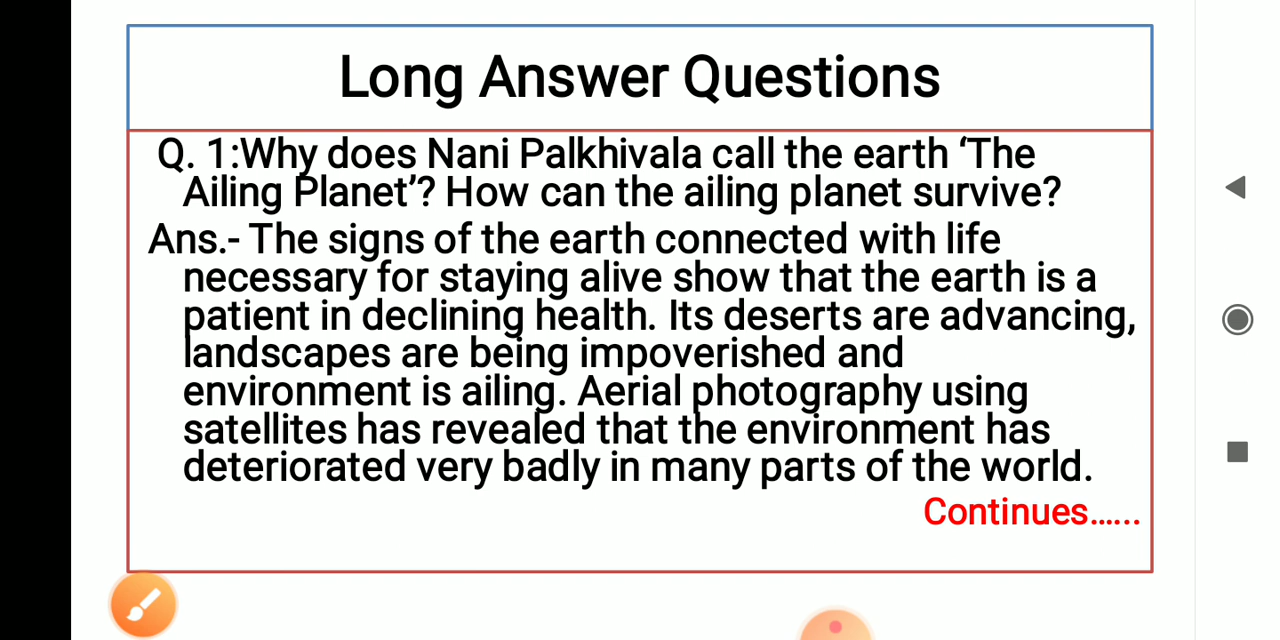 Long Answer Questions
Q. 1:Why does Nani Palkhivala call the earth ‘The
Ailing Planet’? How can the ailing planet survive?
Ans.- The signs of the earth connected with life
necessary for staying alive show that the earth is a
patient in declining health. Its deserts are advancing,
landscapes are being impoverished and
environment is ailing. Aerial photography using
satellites has revealed that the environment has
deteriorated very badly in many parts of the world.
Continues......